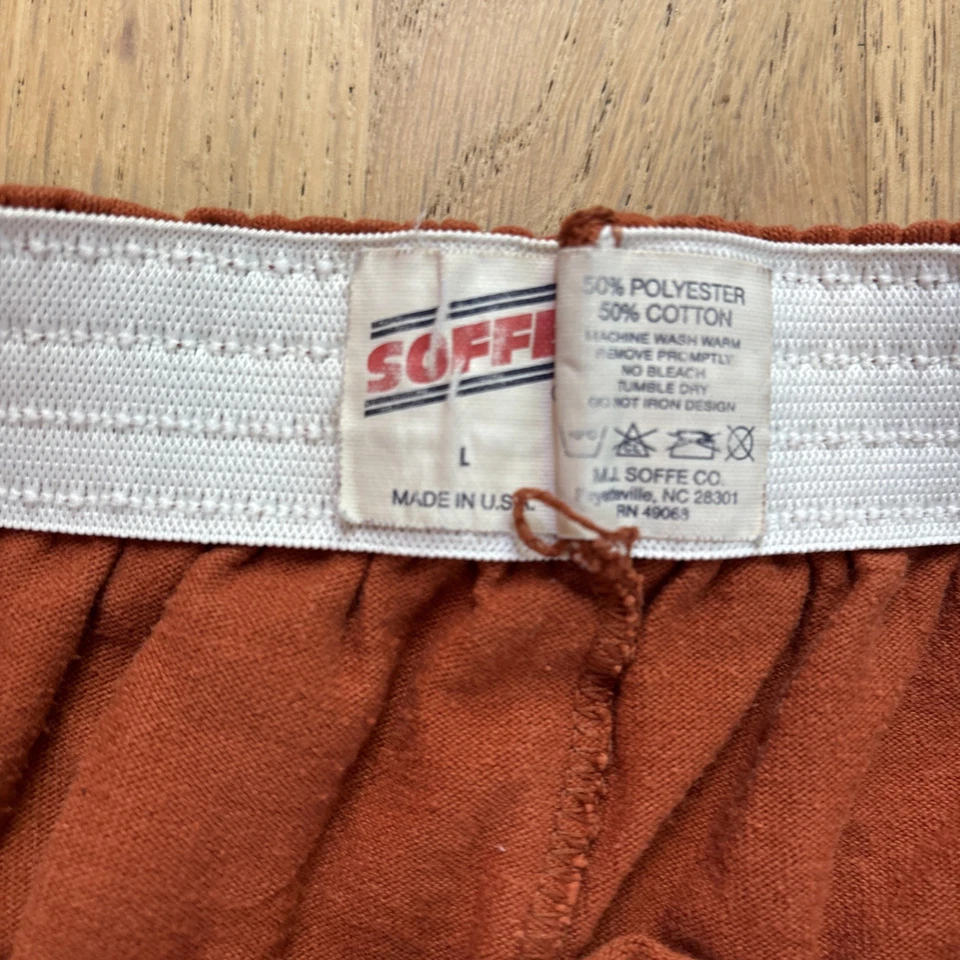 SOFFE
L
MADE IN U.S.A.
50% POLYESTER
50% COTTON
MACHINE WASH WARM
REMOVE PROMPTLY
NO BLEACH
TUMBLE DRY
DO NOT IRON DESIGN
M.J. SOFFE CO.
Fayetteville, NC 28301
RN 49063